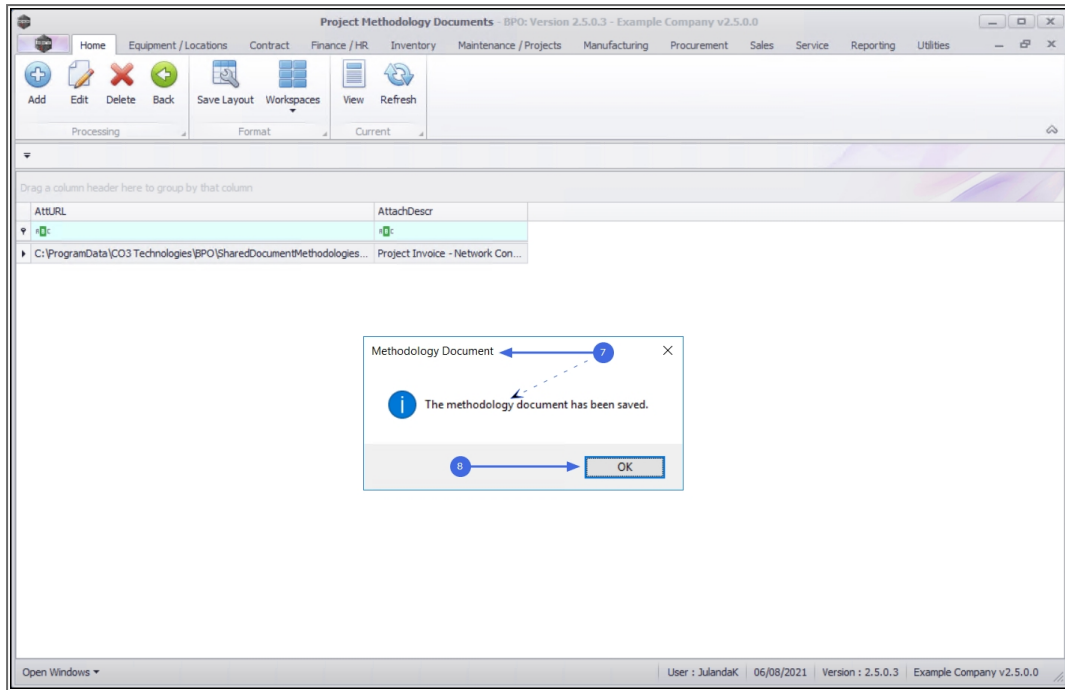 Project Methodology Documents - BPO: Version 2.5.0.3 - Example Company v2.5.0.0
Home Equipment / Locations Contract Finance / HR Inventory Maintenance / Projects Manufacturing Procurement Sales Service Reporting Utilities
Add Edit Delete Back Save Layout Workspaces View Refresh
Processing Format Current
Drag a column header here to group by that column
AttURL AttachDescr
C:\ProgramData\CO3 Technologies\BPO\SharedDocumentMethodologies... Project Invoice - Network Con...
Methodology Document 7
The methodology document has been saved.
8 OK
Open Windows User : JulandaK 06/08/2021 Version : 2.5.0.3 Example Company v2.5.0.0